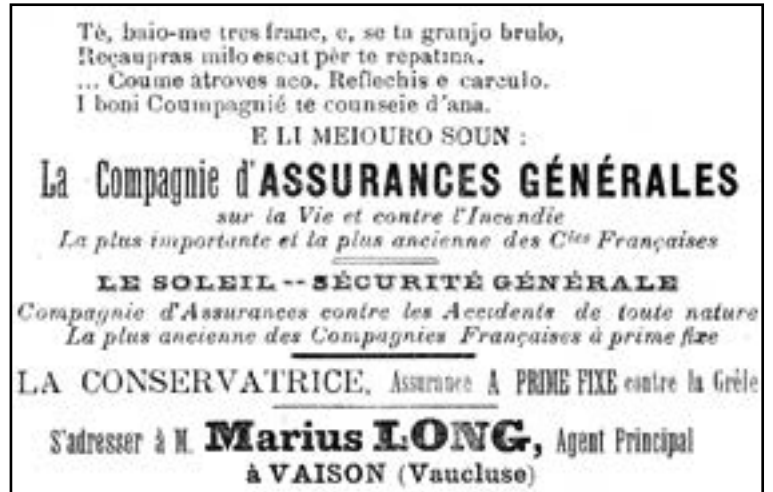 Tè, baio-me tres franc, e, se ta granjo brulo,
Reçaupras milo escut pèr te repatina.
... Coume atroves aco. Reflechis e carculo.
I boni Coumpagnié te counseie d'ana.
E LI MEIOURO SOUN :
La Compagnie d'ASSURANCES GÉNÉRALES
sur la Vie et contre l'Incendie
La plus importante et la plus ancienne des Cies Françaises
LE SOLEIL -- SÉCURITÉ GÉNÉRALE
Compagnie d'Assurances contre les Accidents de toute nature
La plus ancienne des Compagnies Françaises à prime fixe
LA CONSERVATRICE, Assurance A PRIME FIXE contre la Grêle
S'adresser à M. Marius LONG, Agent Principal
à VAISON (Vaucluse)